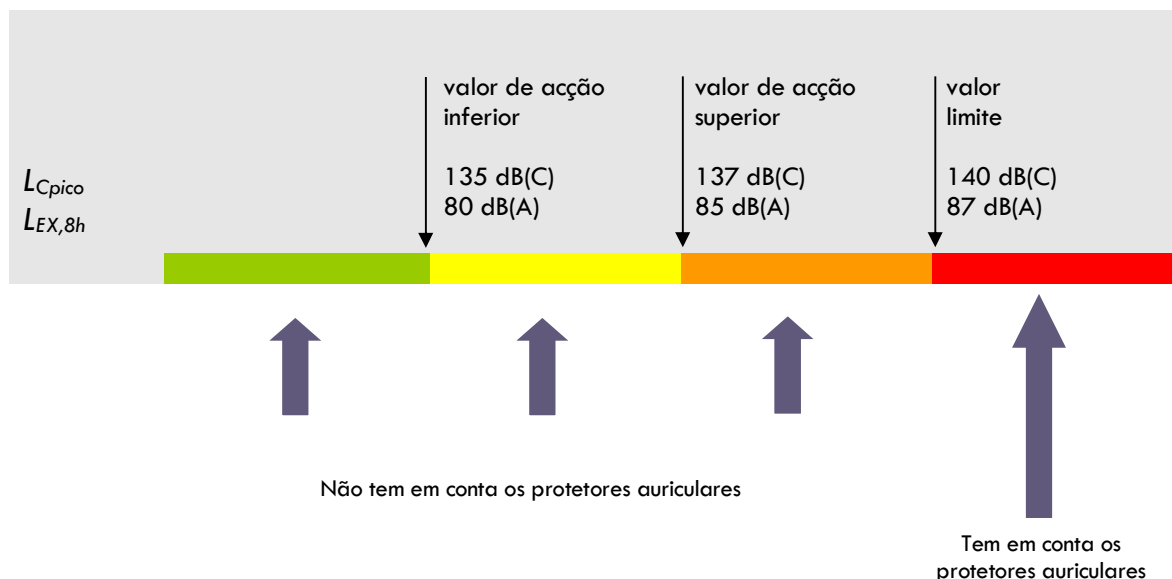 valor de acção
inferior
135 dB(C)
80 dB(A)
valor de acção
superior
137 dB(C)
85 dB(A)
valor
limite
140 dB(C)
87 dB(A)
LCpico
LEX,8h
Não tem em conta os protetores auriculares
Tem em conta os
protetores auriculares